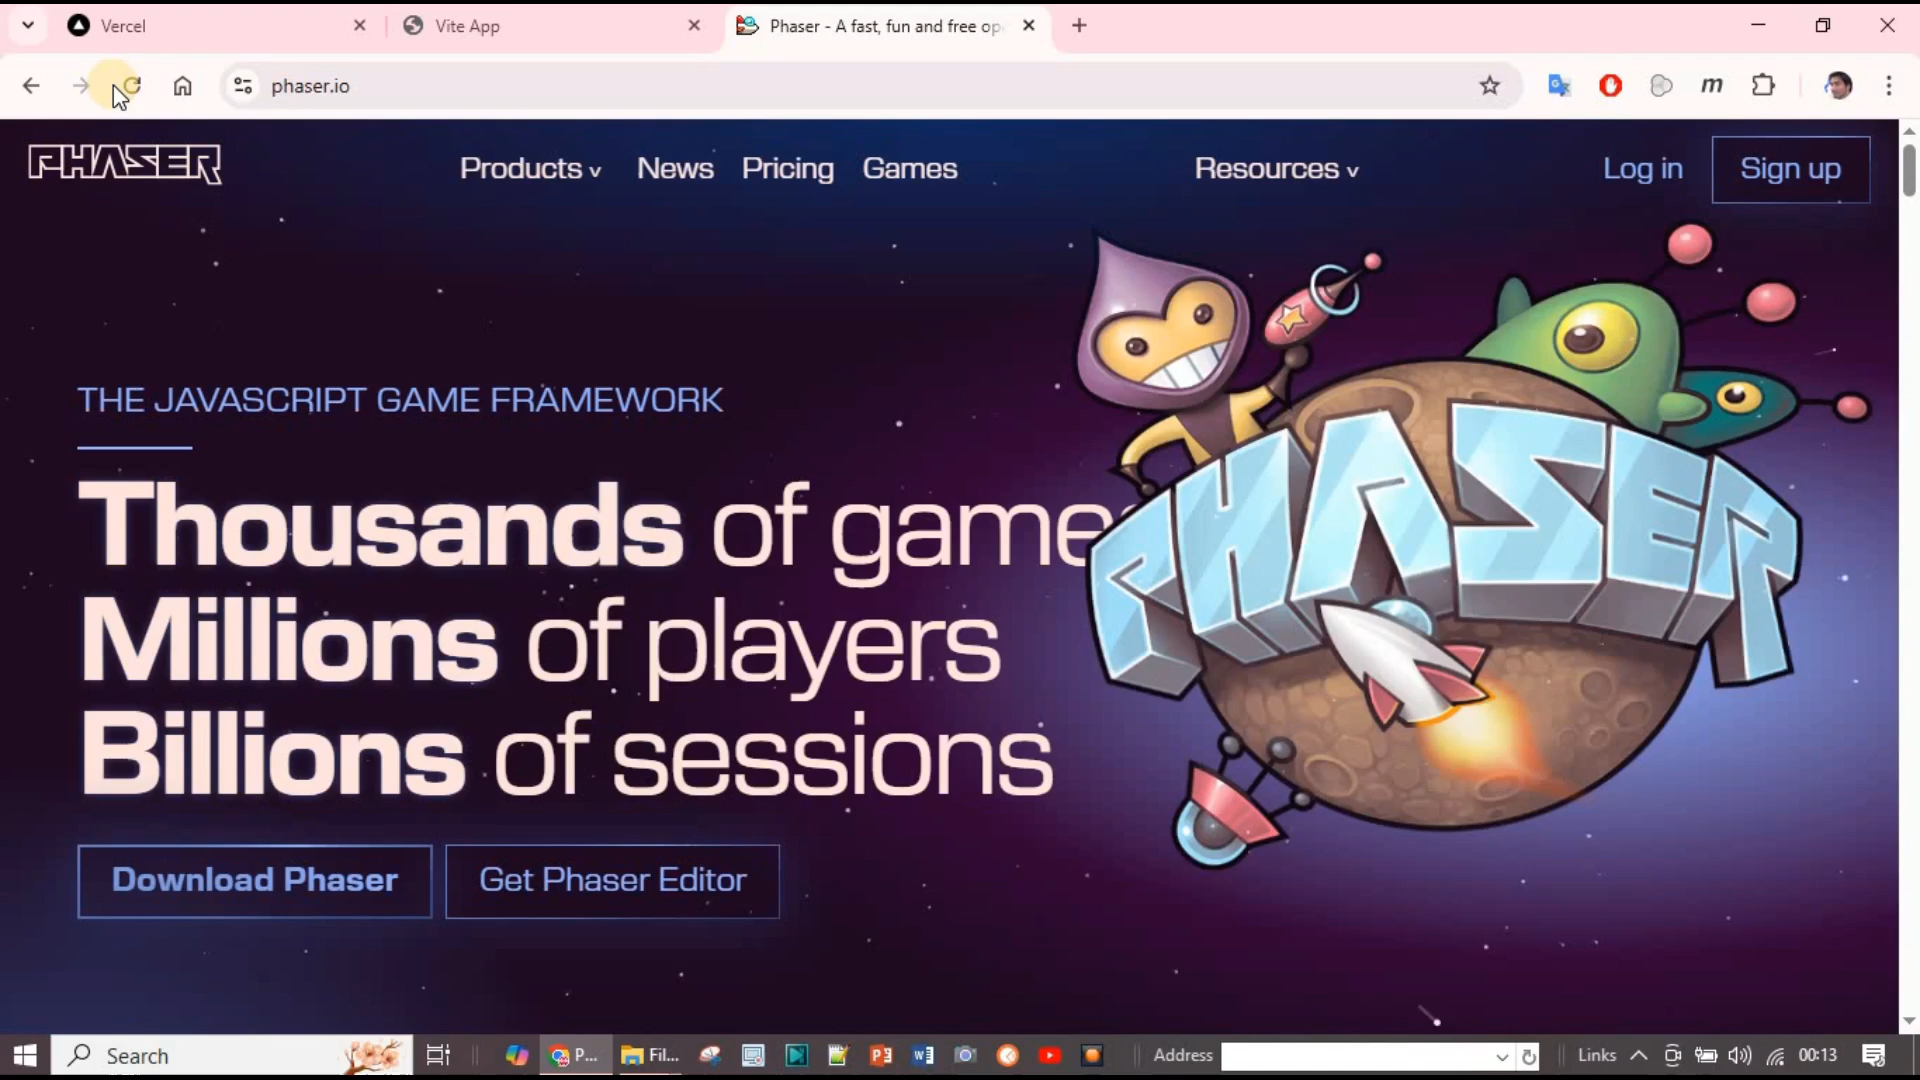 Vercel
Vite App
Phaser - A fast, fun and free op
phaser.io
m
PHASER
Products
News
Pricing
Games
Resources
Log in
Sign up
THE JAVASCRIPT GAME FRAMEWORK
Thousands of game
Millions of players
Billions of sessions
PHASER
Download Phaser
Get Phaser Editor
Search
P...
Fil...
Address
Links
00:13